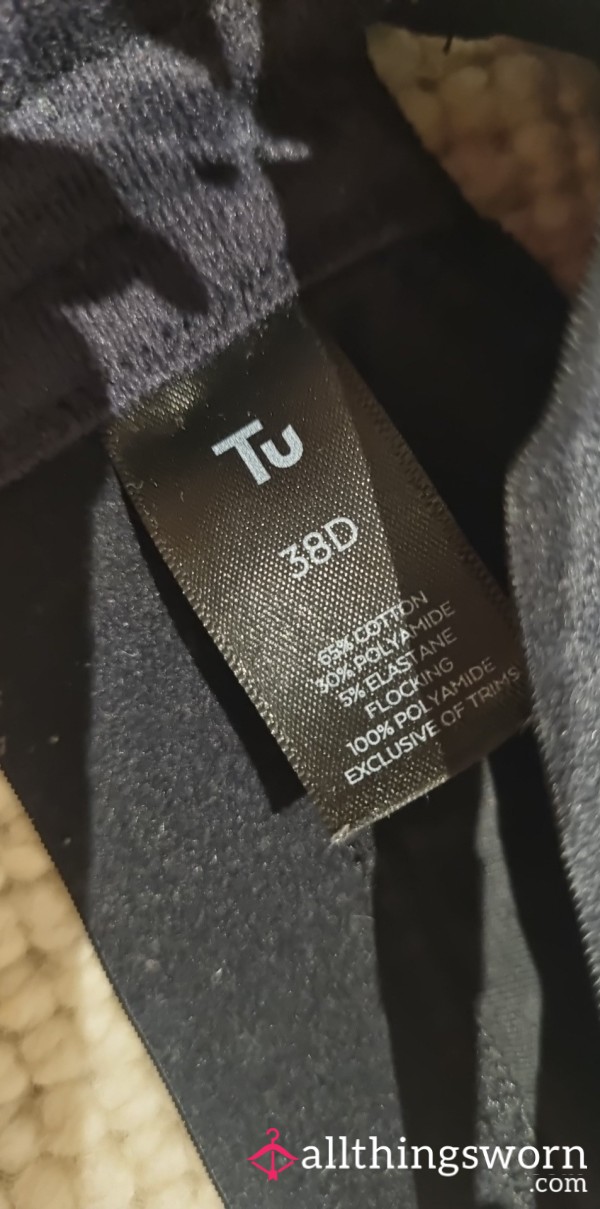 Tu
38D
65% COTTON
30% POLYAMIDE
5% ELASTANE
FLOCKING
100% POLYAMIDE
EXCLUSIVE OF TRIMS
allthingsworn
.com